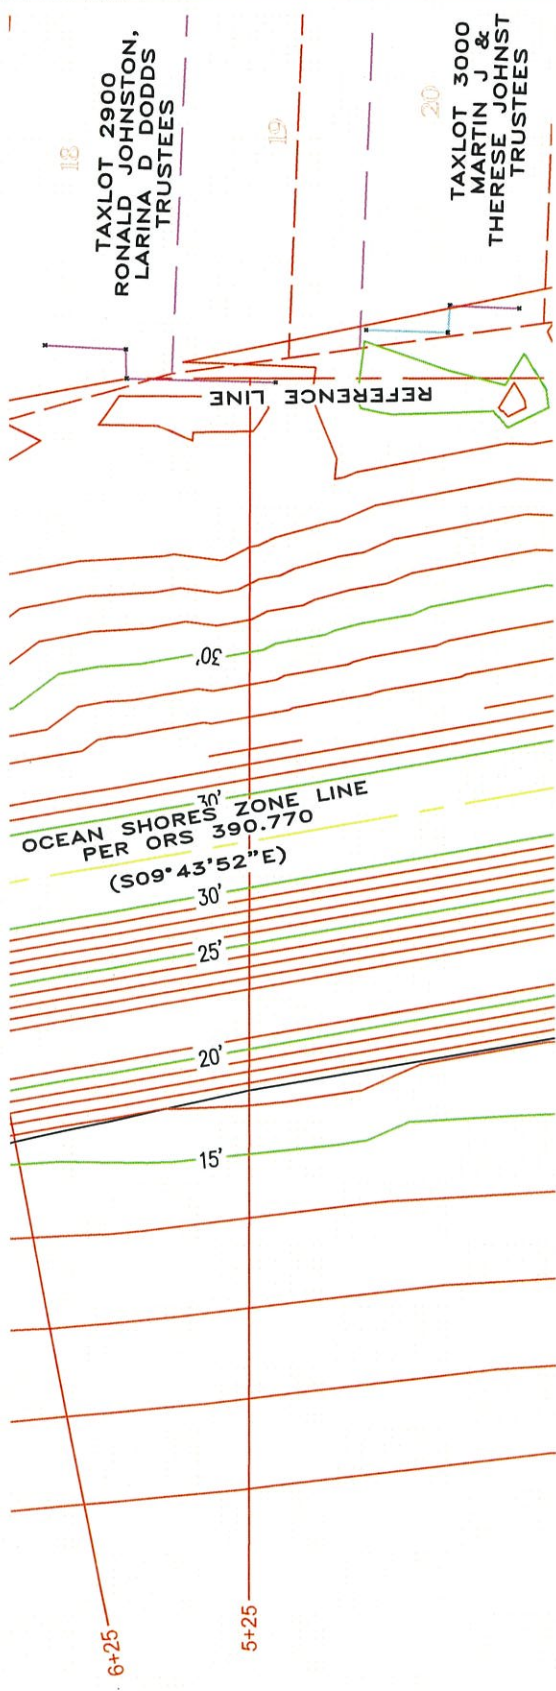 18
TAXLOT 2900
RONALD JOHNSTON,
LARINA D DODDS
TRUSTEES
19
20
TAXLOT 3000
MARTIN J &
THERESE JOHNST
TRUSTEES
REFERENCE LINE
30'
30'
OCEAN SHORES ZONE LINE
PER ORS 390.770
(S09°43'52"E)
30'
25'
20'
15'
6+25
5+25